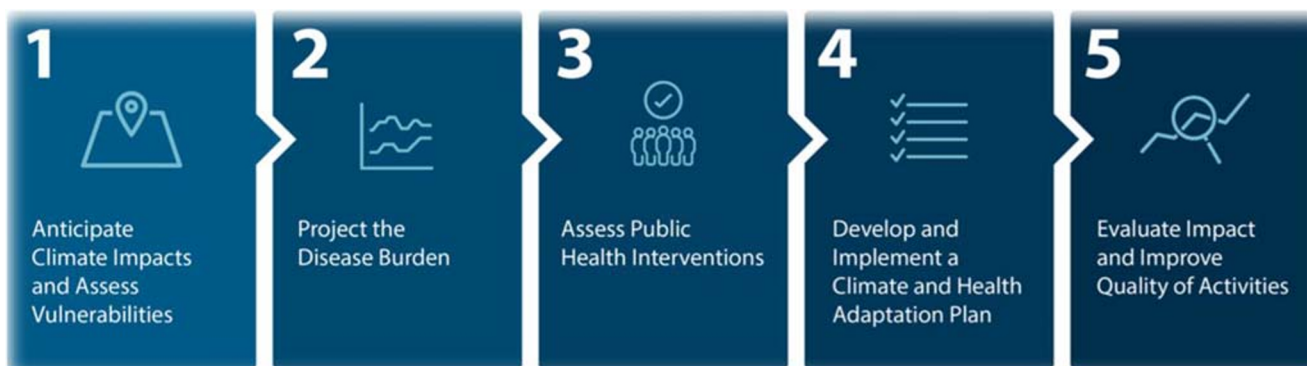 1
Anticipate
Climate Impacts
and Assess
Vulnerabilities
2
Project the
Disease Burden
3
Assess Public
Health Interventions
4
Develop and
Implement a
Climate and Health
Adaptation Plan
5
Evaluate Impact
and Improve
Quality of Activities